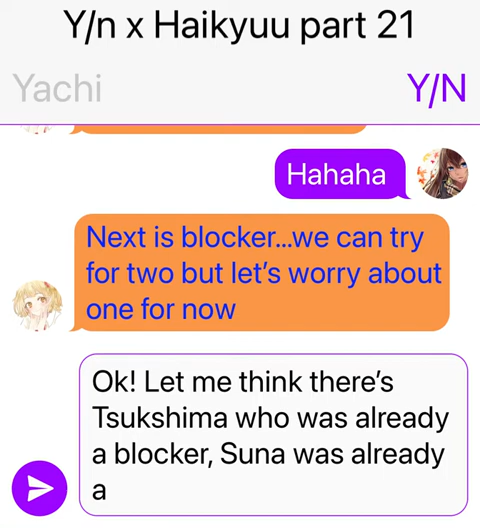 Y/n x Haikyuu part 21
Yachi
Y/N
Hahaha
Next is blocker...we can try
for two but let's worry about
one for now
Ok! Let me think there's
Tsukshima who was already
a blocker, Suna was already
a